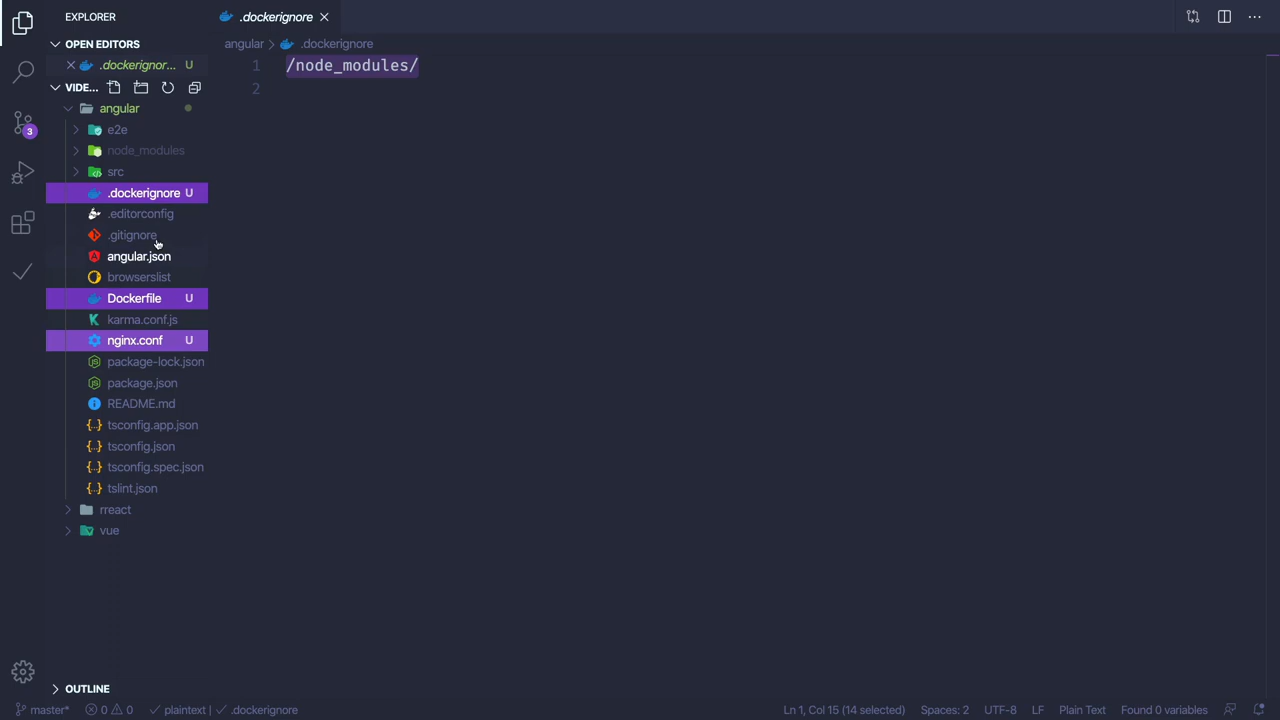 EXPLORER
.dockerignore
OPEN EDITORS
.dockerignor... U
VIDE...
3
angular
e2e
node_modules
src
.dockerignore U
.editorconfig
.gitignore
angular.json
browserslist
Dockerfile U
karma.conf.js
nginx.conf U
package-lock.json
package.json
README.md
{..} tsconfig.app.json
{..} tsconfig.json
{..} tsconfig.spec.json
{..} tslint.json
rreact
vue
OUTLINE
angular > .dockerignore
1 /node_modules/
2
master* 0 0 plaintext | .dockerignore
Ln 1, Col 15 (14 selected) Spaces: 2 UTF-8 LF Plain Text Found 0 variables